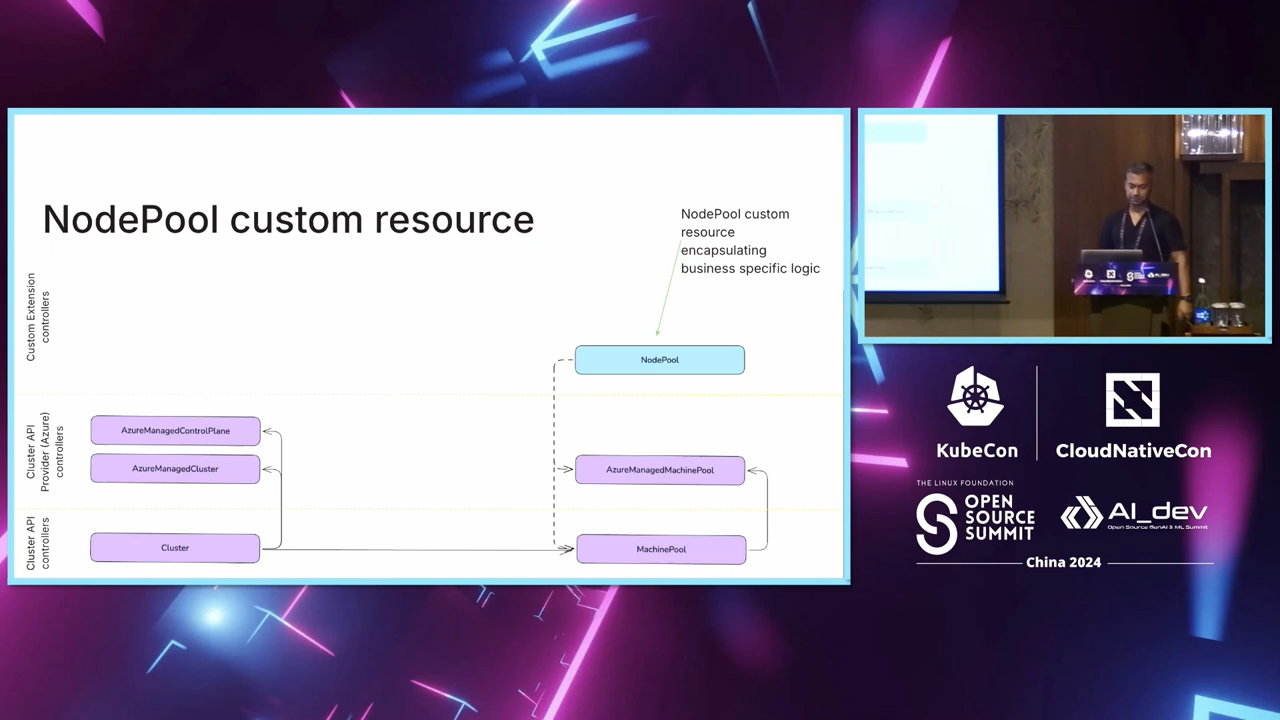 NodePool custom resource
NodePool custom
resource
encapsulating
business specific logic
Custom Extension
controllers
NodePool
Cluster API
Provider (Azure)
controllers
AzureManagedControlPlane
AzureManagedCluster
AzureManagedMachinePool
Cluster API
controllers
Cluster
MachinePool
KubeCon
CloudNativeCon
THE LINUX FOUNDATION
OPEN
SOURCE
SUMMIT
AI_dev
Open Source GenAI & ML Summit
China 2024